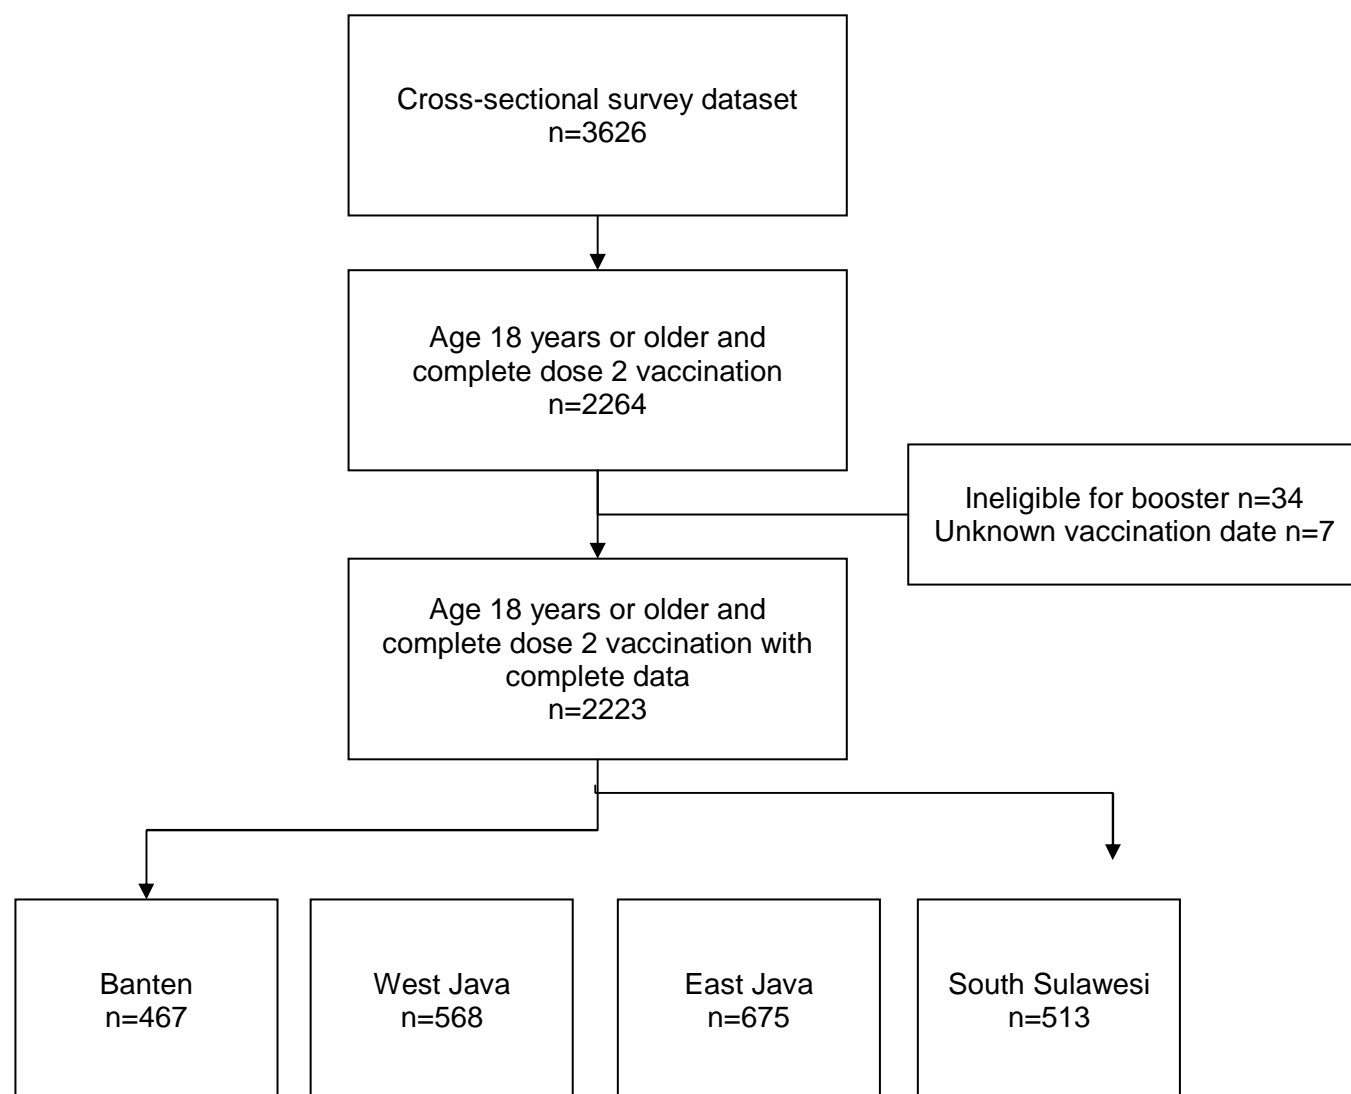 Cross-sectional survey dataset
n=3626
Age 18 years or older and
complete dose 2 vaccination
n=2264
Ineligible for booster n=34
Unknown vaccination date n=7
Age 18 years or older and
complete dose 2 vaccination with
complete data
n=2223
Banten
n=467
West Java
n=568
East Java
n=675
South Sulawesi
n=513